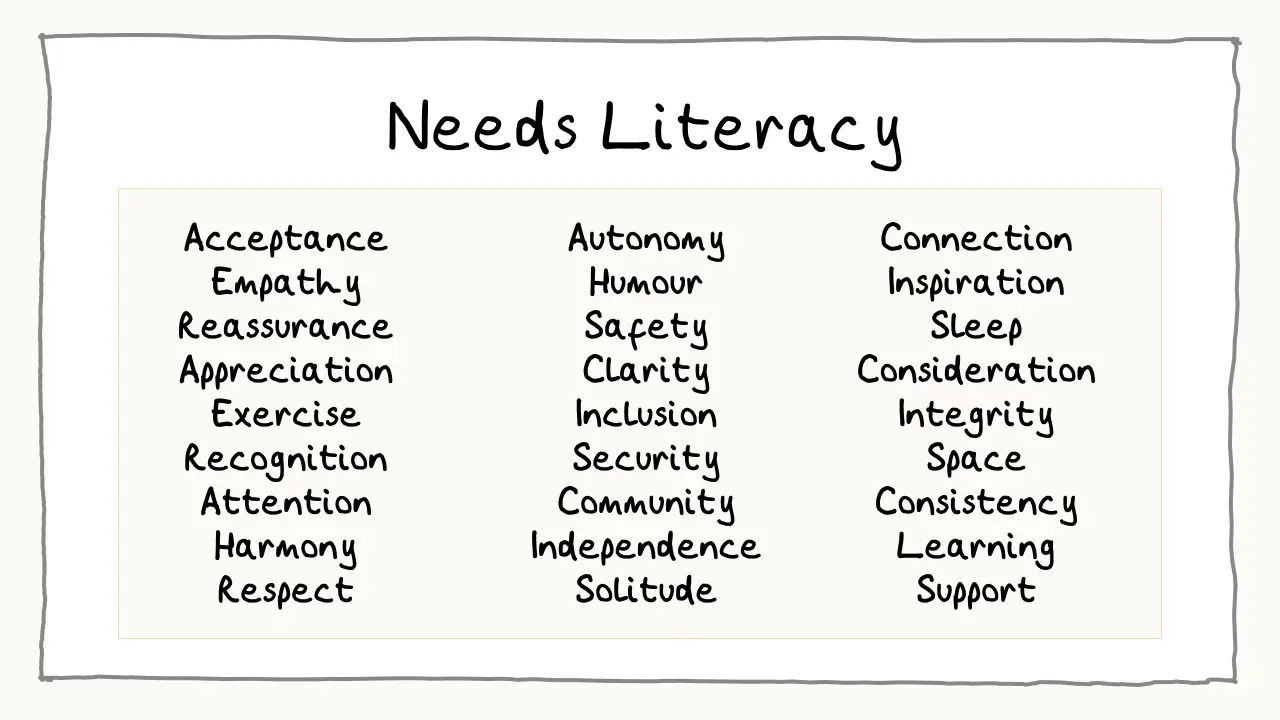 Needs Literacy
Acceptance
Empathy
Reassurance
Appreciation
Exercise
Recognition
Attention
Harmony
Respect
Autonomy
Humour
Safety
Clarity
Inclusion
Security
Community
Independence
Solitude
Connection
Inspiration
Sleep
Consideration
Integrity
Space
Consistency
Learning
Support